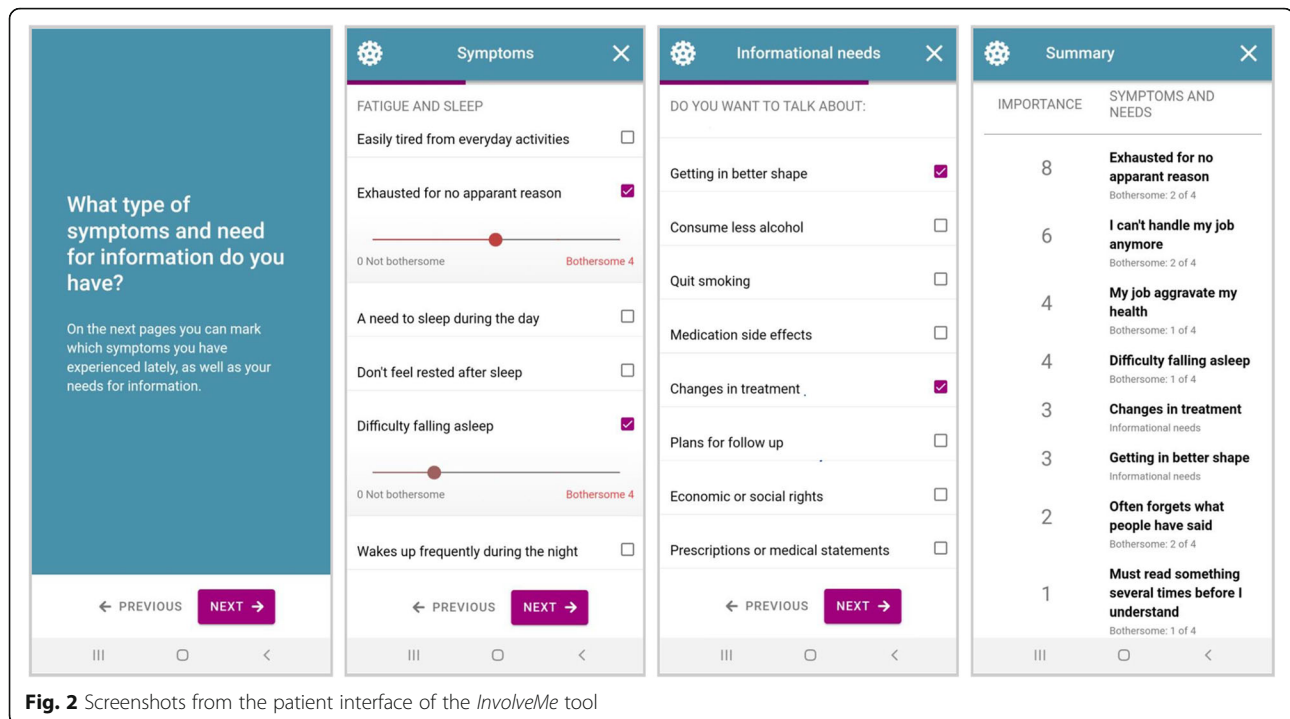 What type of
symptoms and need
for information do you
have?
On the next pages you can mark
which symptoms you have
experienced lately, as well as your
needs for information.
← PREVIOUS NEXT →
Symptoms
FATIGUE AND SLEEP
Easily tired from everyday activities
Exhausted for no apparant reason
0 Not bothersome Bothersome 4
A need to sleep during the day
Don't feel rested after sleep
Difficulty falling asleep
0 Not bothersome Bothersome 4
Wakes up frequently during the night
← PREVIOUS NEXT →
Informational needs
DO YOU WANT TO TALK ABOUT:
Getting in better shape
Consume less alcohol
Quit smoking
Medication side effects
Changes in treatment
Plans for follow up
Economic or social rights
Prescriptions or medical statements
← PREVIOUS NEXT →
Summary
IMPORTANCE SYMPTOMS AND
NEEDS
8 Exhausted for no
apparant reason
Bothersome: 2 of 4
6 I can't handle my job
anymore
Bothersome: 2 of 4
4 My job aggravate my
health
Bothersome: 1 of 4
4 Difficulty falling asleep
Bothersome: 1 of 4
3 Changes in treatment
Informational needs
3 Getting in better shape
Informational needs
2 Often forgets what
people have said
Bothersome: 2 of 4
1 Must read something
several times before I
understand
Bothersome: 1 of 4
Fig. 2 Screenshots from the patient interface of the InvolveMe tool